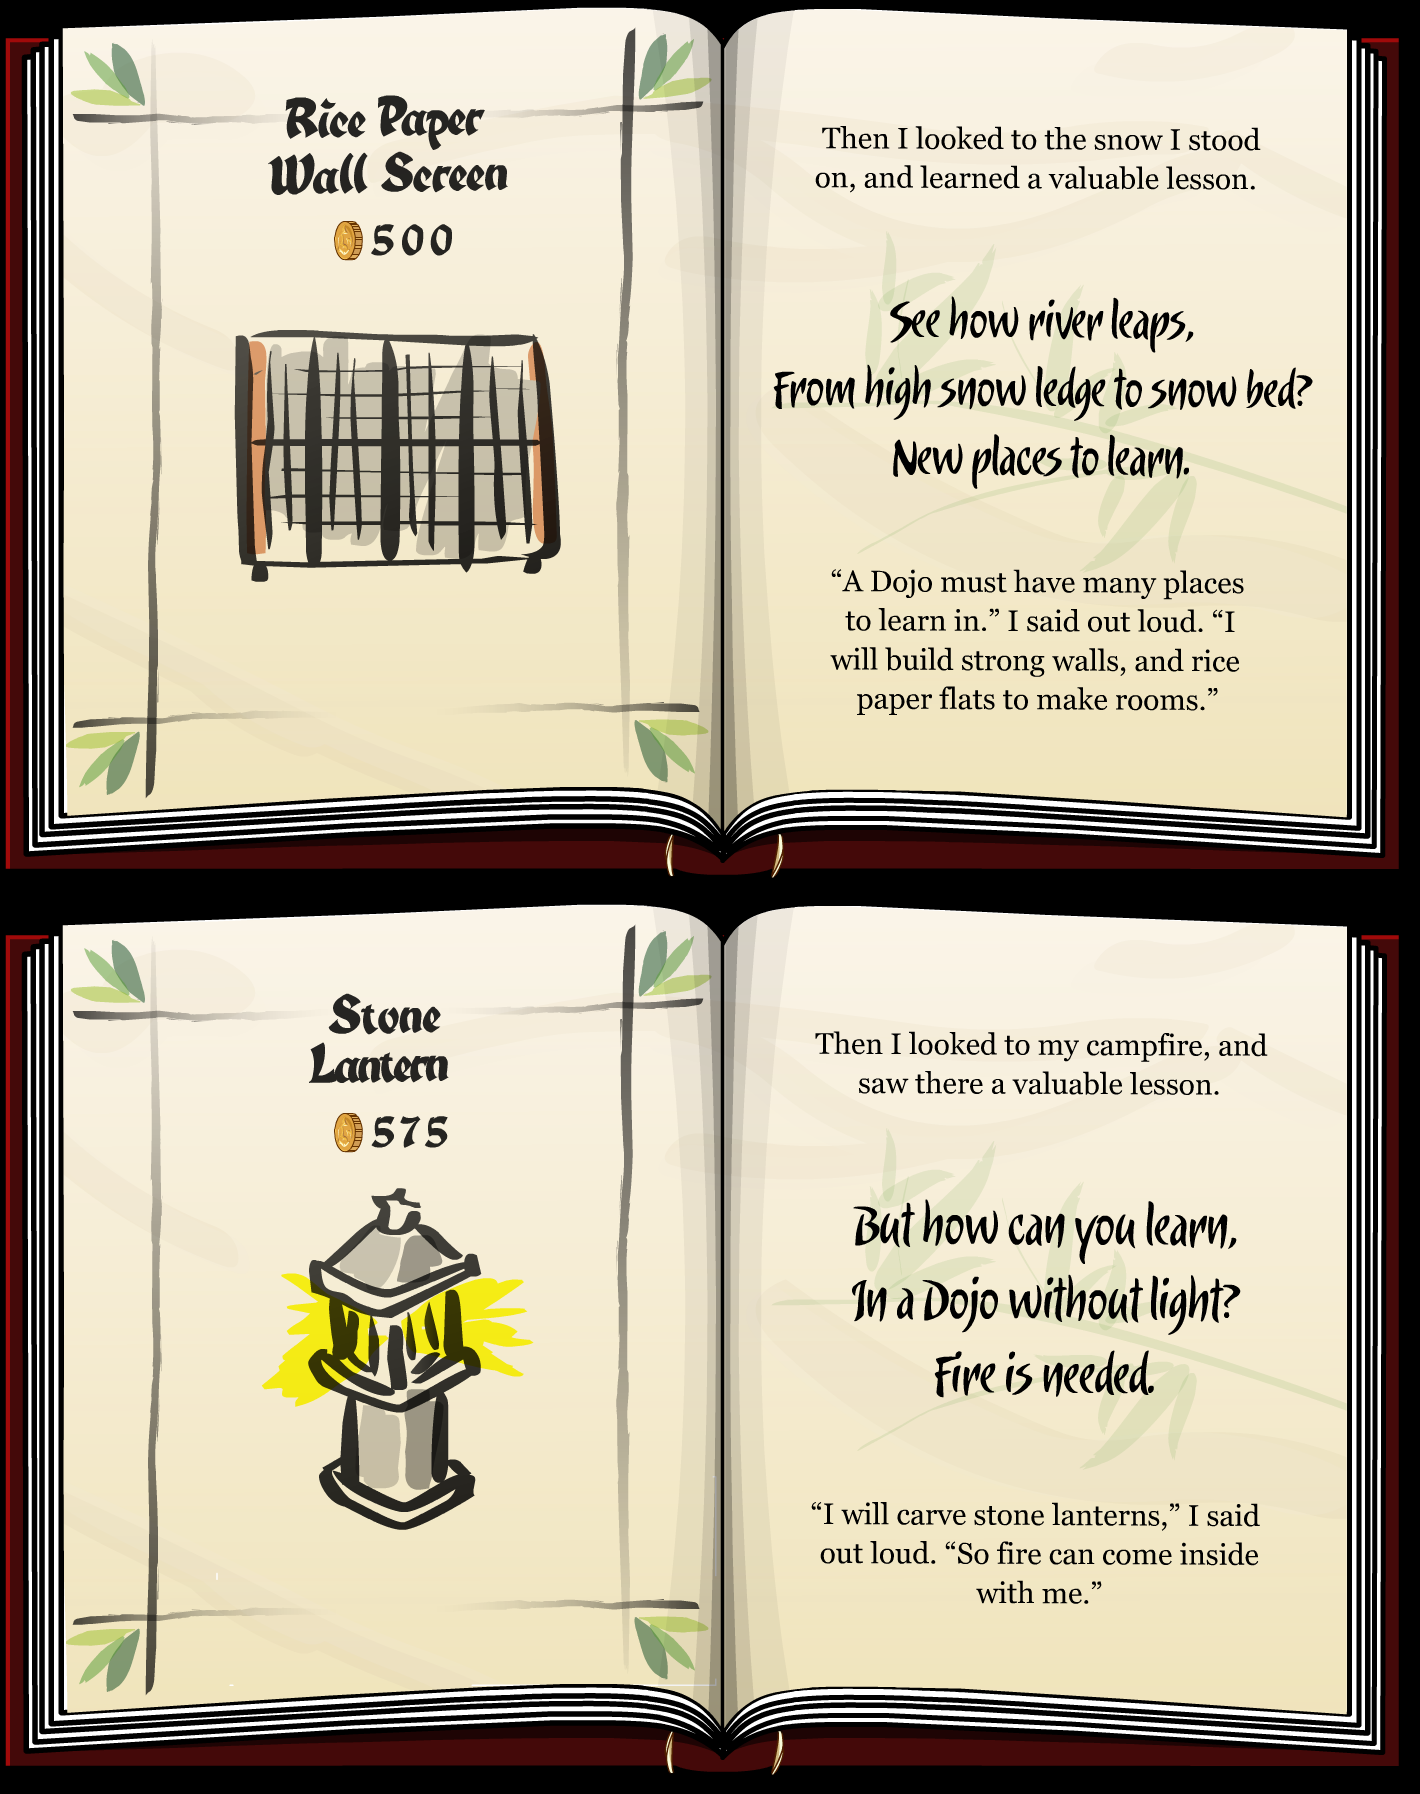 Rice Paper
Wall Screen
500
Then I looked to the snow I stood
on, and learned a valuable lesson.
See how river leaps,
From high snow ledge to snow bed?
New places to learn.
“A Dojo must have many places
to learn in.” I said out loud. “I
will build strong walls, and rice
paper flats to make rooms.”
Stone
Lantern
575
Then I looked to my campfire, and
saw there a valuable lesson.
But how can you learn,
In a Dojo without light?
Fire is needed.
“I will carve stone lanterns,” I said
out loud. “So fire can come inside
with me.”